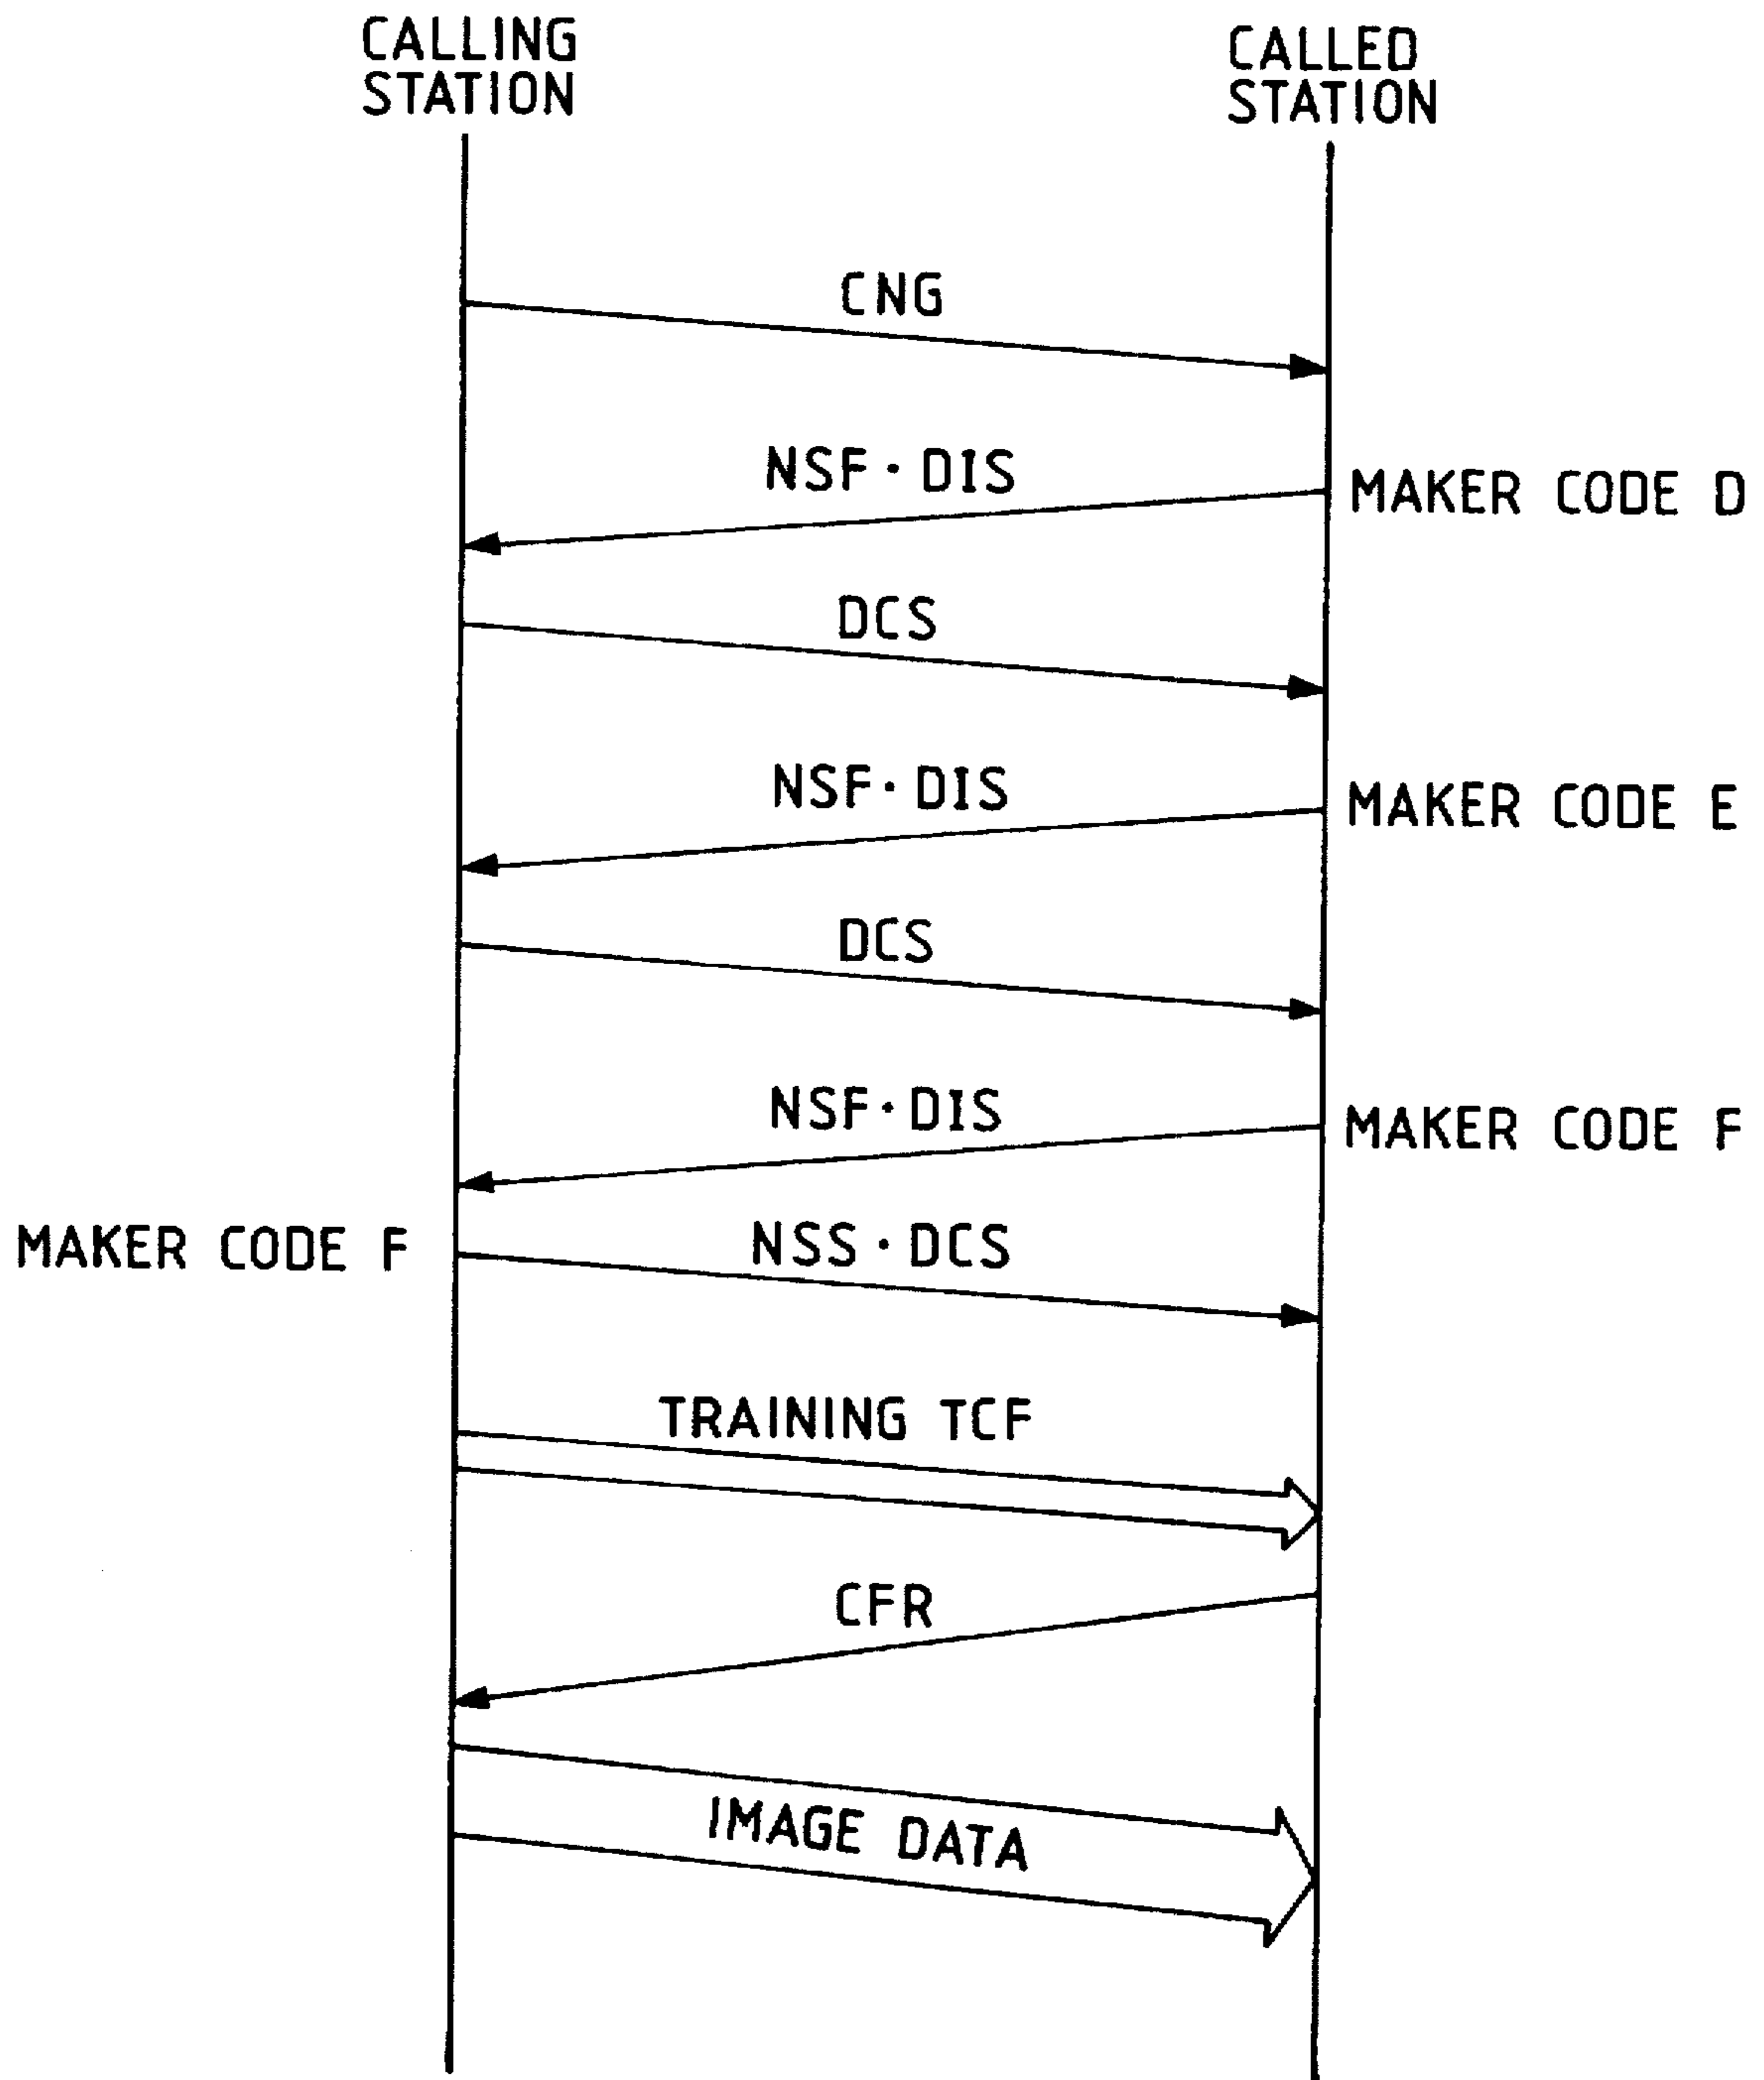 CALLING
STATION
CALLED
STATION
CNG
NSF・DIS
MAKER CODE D
DCS
NSF・DIS
MAKER CODE E
DCS
NSF・DIS
MAKER CODE F
MAKER CODE F
NSS・DCS
TRAINING TCF
CFR
IMAGE DATA